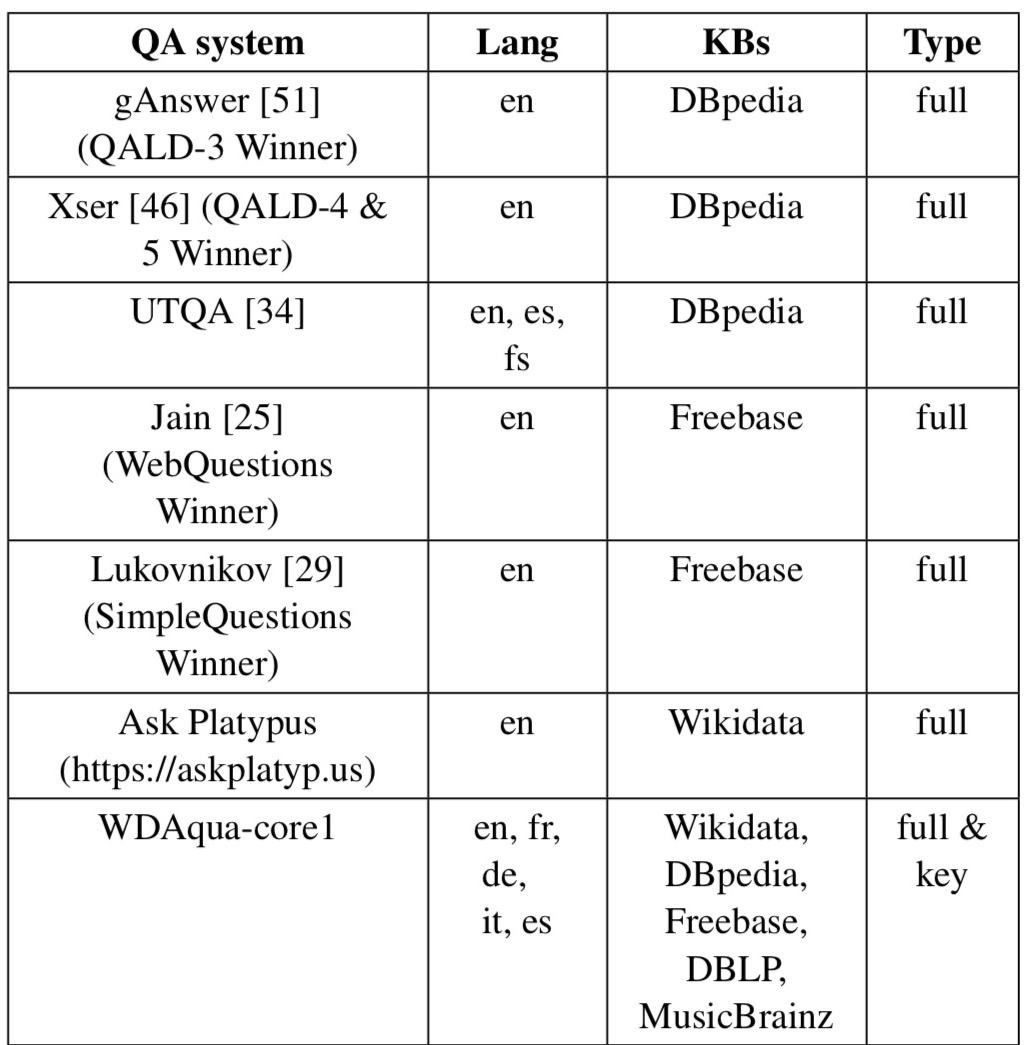 QA system Lang KBs Type
gAnswer [51] en DBpedia full
(QALD-3 Winner)
Xser [46] (QALD-4 & en DBpedia full
5 Winner)
UTQA [34] en, es, DBpedia full
fs
Jain [25] en Freebase full
(WebQuestions
Winner)
Lukovnikov [29] en Freebase full
(SimpleQuestions
Winner)
Ask Platypus en Wikidata full
(https://askplatyp.us)
WDAqua-core1 en, fr, Wikidata, full &
de, DBpedia, key
it, es Freebase,
DBLP,
MusicBrainz